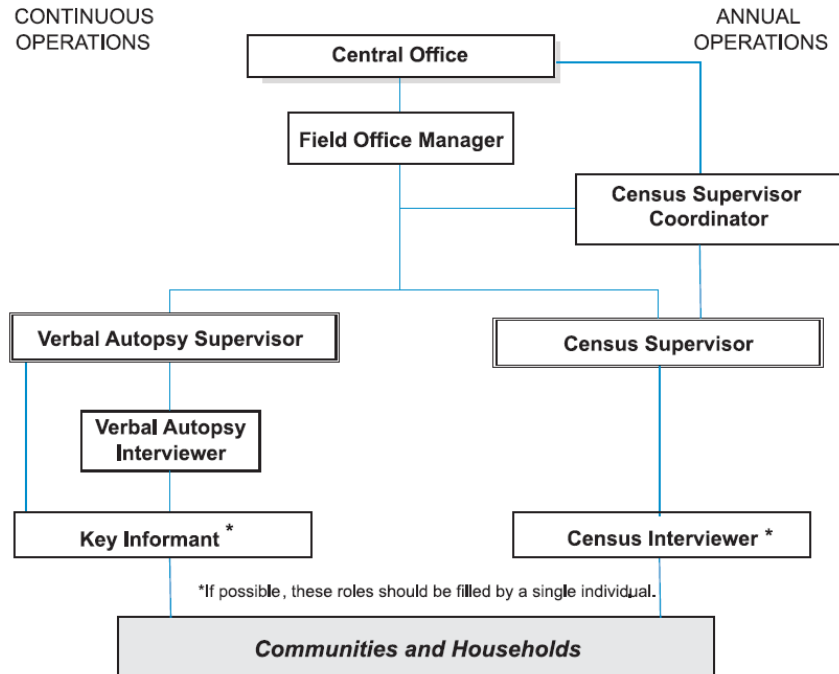 CONTINUOUS
OPERATIONS
ANNUAL
OPERATIONS
Central Office
Field Office Manager
Census Supervisor
Coordinator
Verbal Autopsy Supervisor
Census Supervisor
Verbal Autopsy
Interviewer
Key Informant *
Census Interviewer *
*If possible, these roles should be filled by a single individual.
Communities and Households